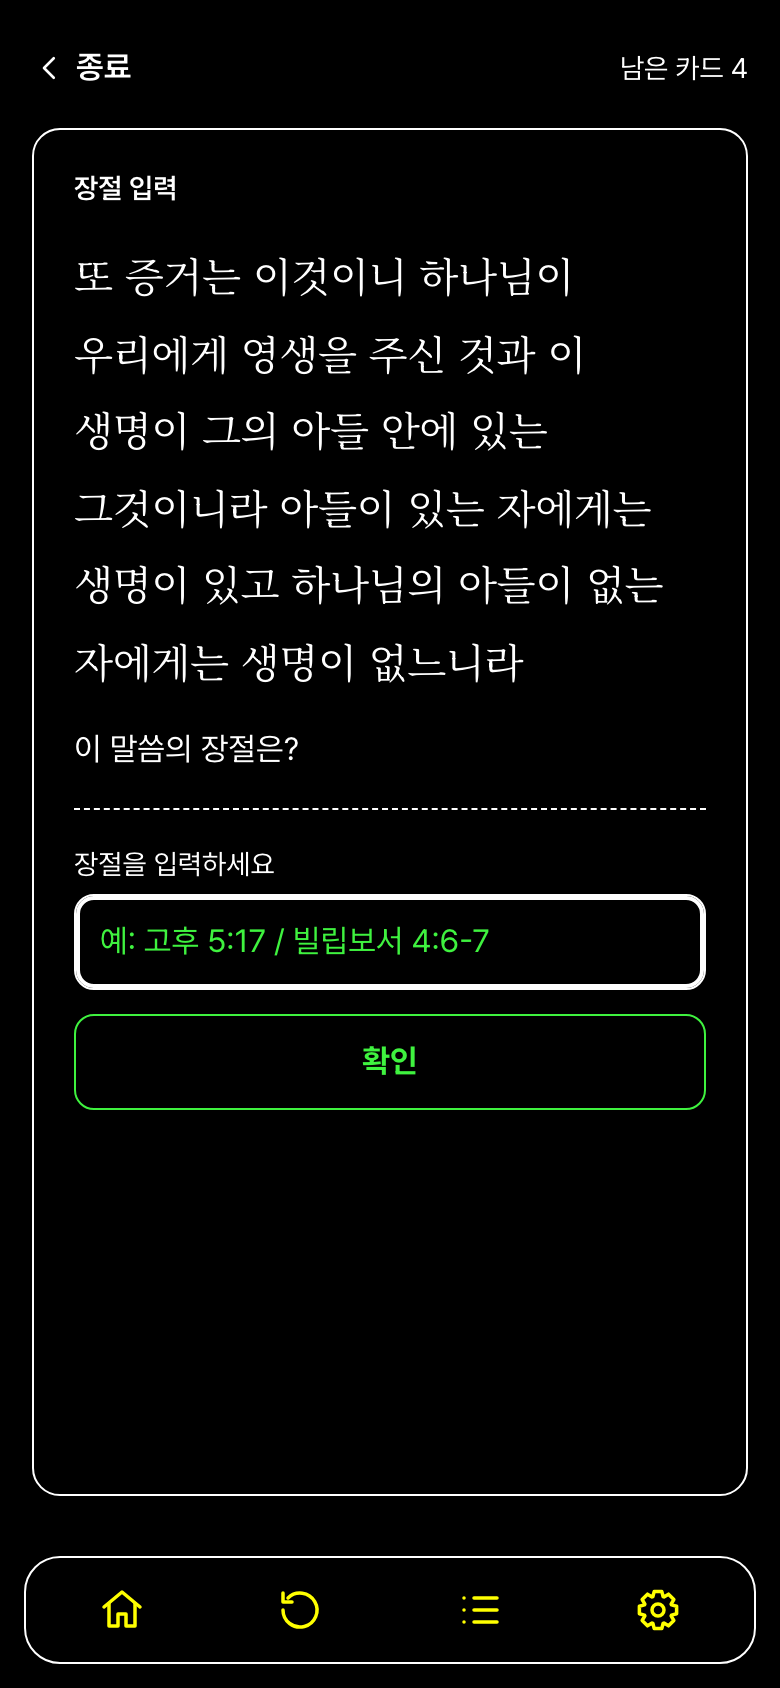 종료
남은 카드 4
장절 입력
또 증거는 이것이니 하나님이
우리에게 영생을 주신 것과 이
생명이 그의 아들 안에 있는
그것이니라 아들이 있는 자에게는
생명이 있고 하나님의 아들이 없는
자에게는 생명이 없느니라
이 말씀의 장절은?
장절을 입력하세요
예: 고후 5:17 / 빌립보서 4:6-7
확인